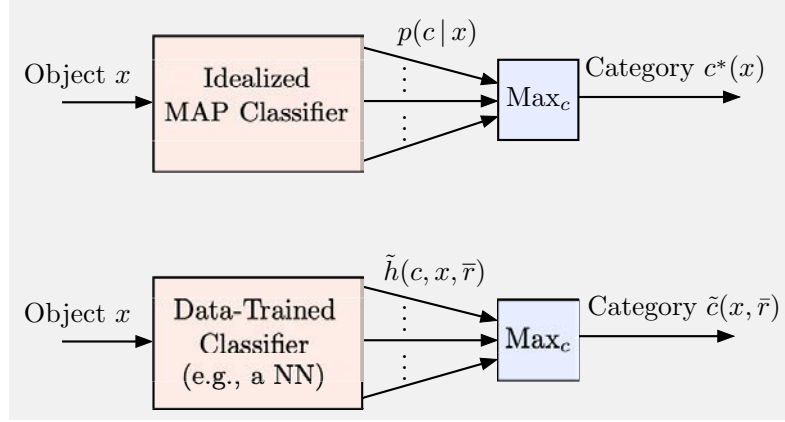 p(c | x)
Object x
Idealized
MAP Classifier
⋮
⋮
Max_c
Category c*(x)
h̃(c, x, r̄)
Object x
Data-Trained
Classifier
(e.g., a NN)
⋮
⋮
Max_c
Category c̃(x, r̄)